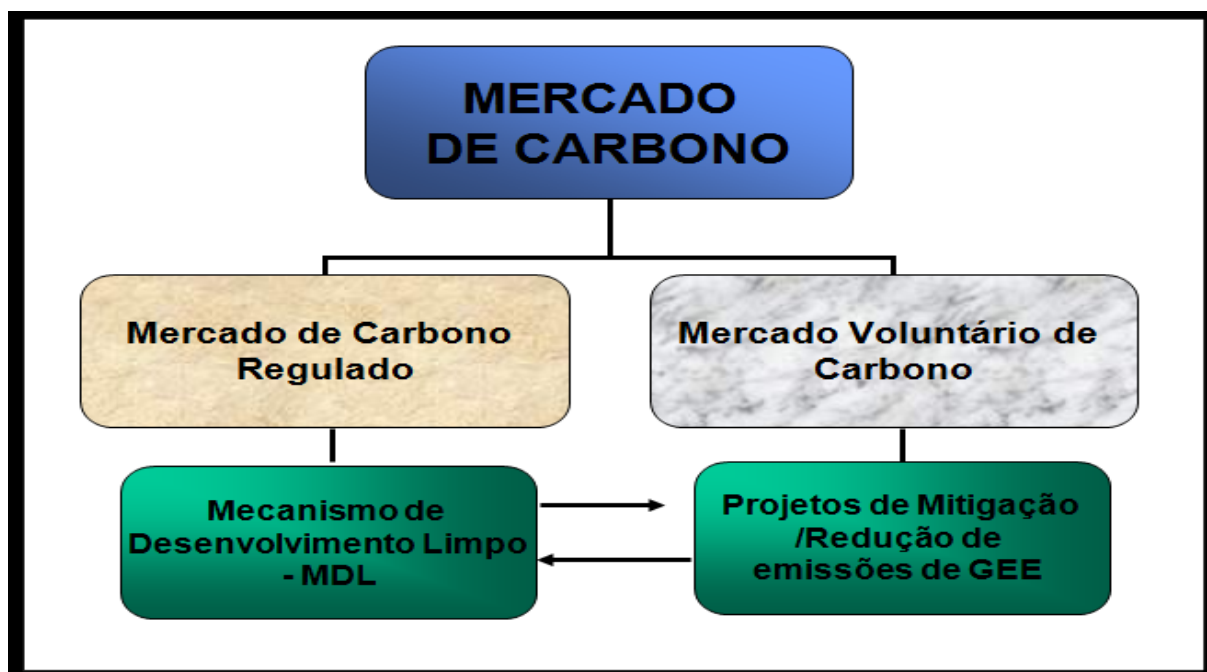 MERCADO
DE CARBONO
Mercado de Carbono
Regulado
Mercado Voluntário de
Carbono
Mecanismo de
Desenvolvimento Limpo
- MDL
Projetos de Mitigação
/Redução de
emissões de GEE